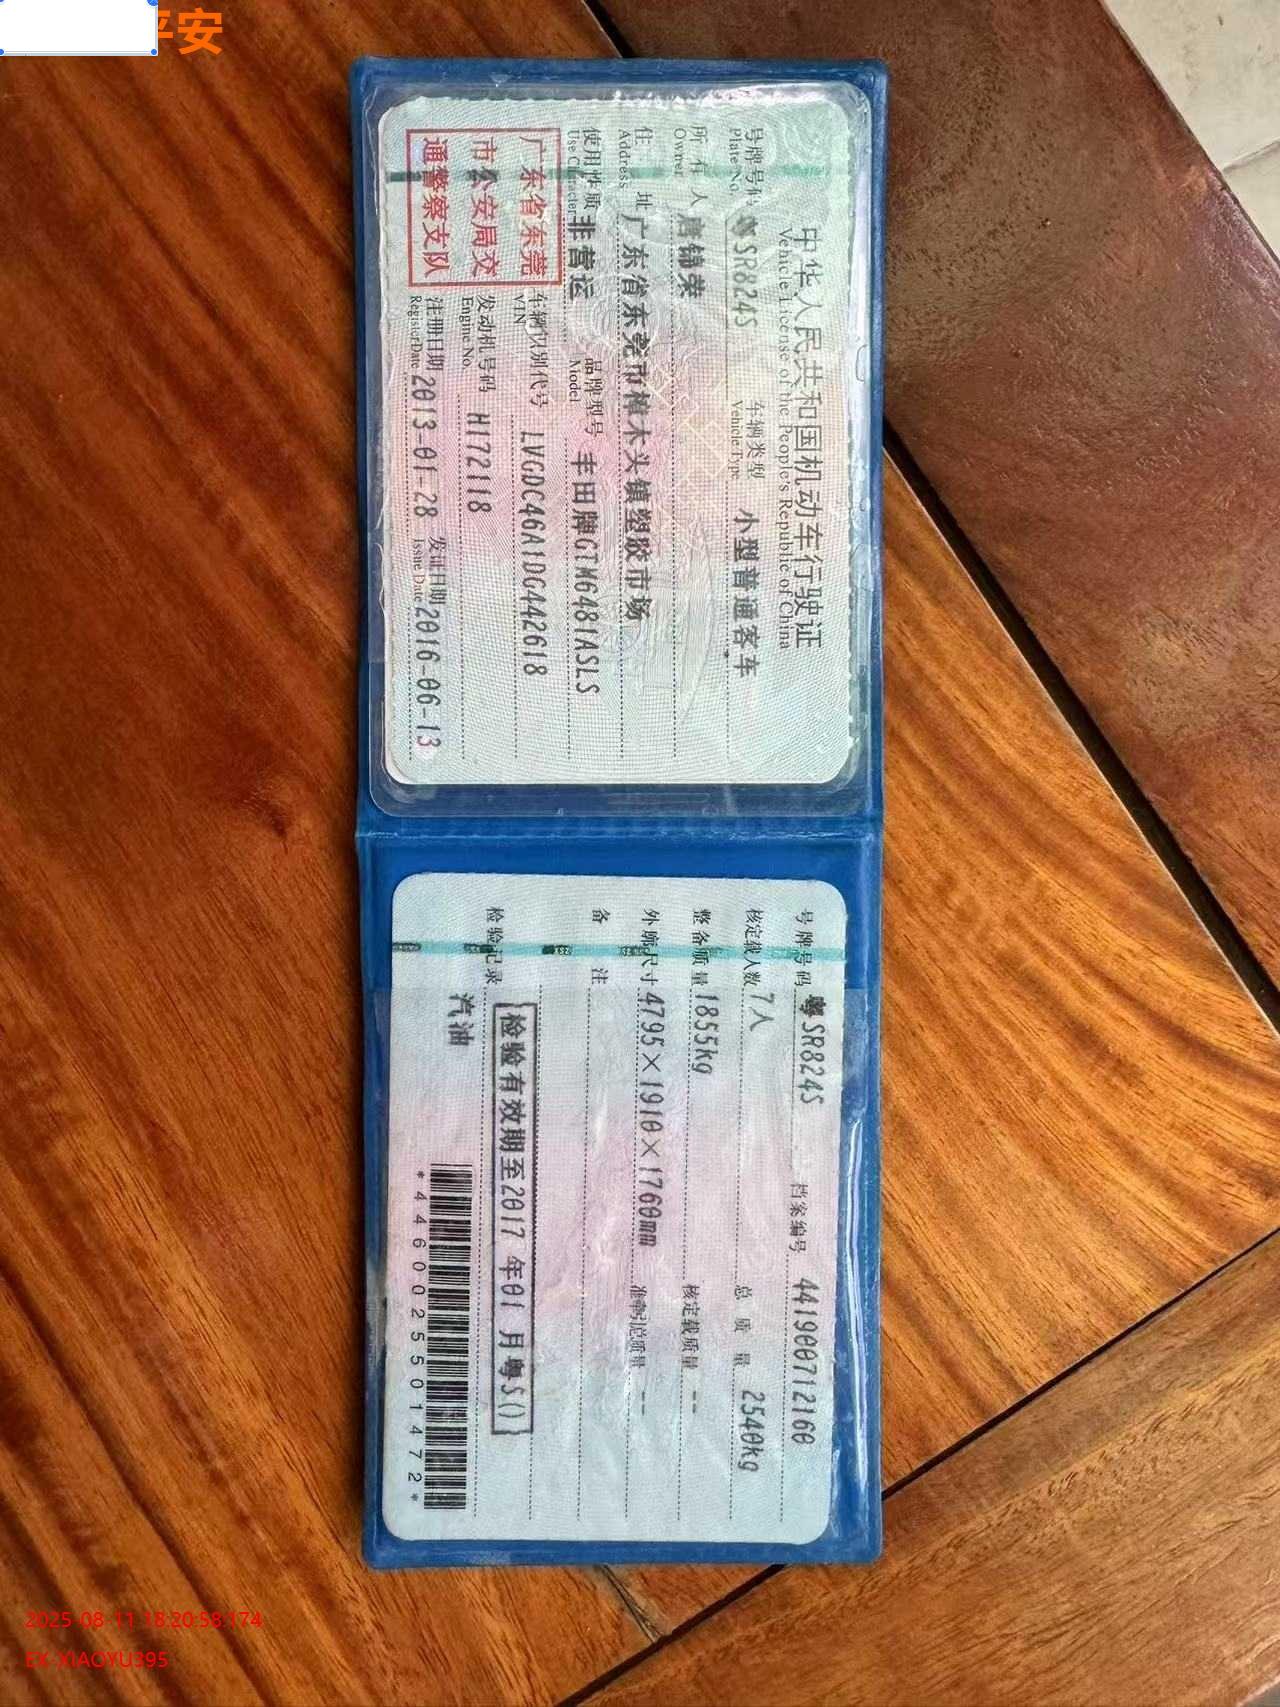 平安
中华人民共和国机动车行驶证
Vehicle License of the People's Republic of China
号牌号码 粤SR824S 车辆类型 小型普通客车
Plate No. Vehicle Type
所有人 唐锦荣
Owner
住址 广东省东莞市樟木头镇塑胶市场
Address
使用性质 非营运 品牌型号 丰田牌GTM6481ASLS
Use Character Model
广东省东莞
市公安局交
通警察支队
车辆识别代号 LVGDC46A1DG442618
VIN
发动机号码 H172118
Engine No.
注册日期 2013-01-28 发证日期 2016-06-13
Register Date Issue Date
号牌号码 粤SR824S 档案编号 441900712160
核定载人数 7人 总质量 2540kg
整备质量 1855kg 核定载质量 --
外廓尺寸 4795×1910×1760mm 准牵引总质量 --
备注
检验记录 检验有效期至2017年01月粤S()
汽油
*4460025501472*
2025-08-11 18:20:58:174
EX-XIAOYU395